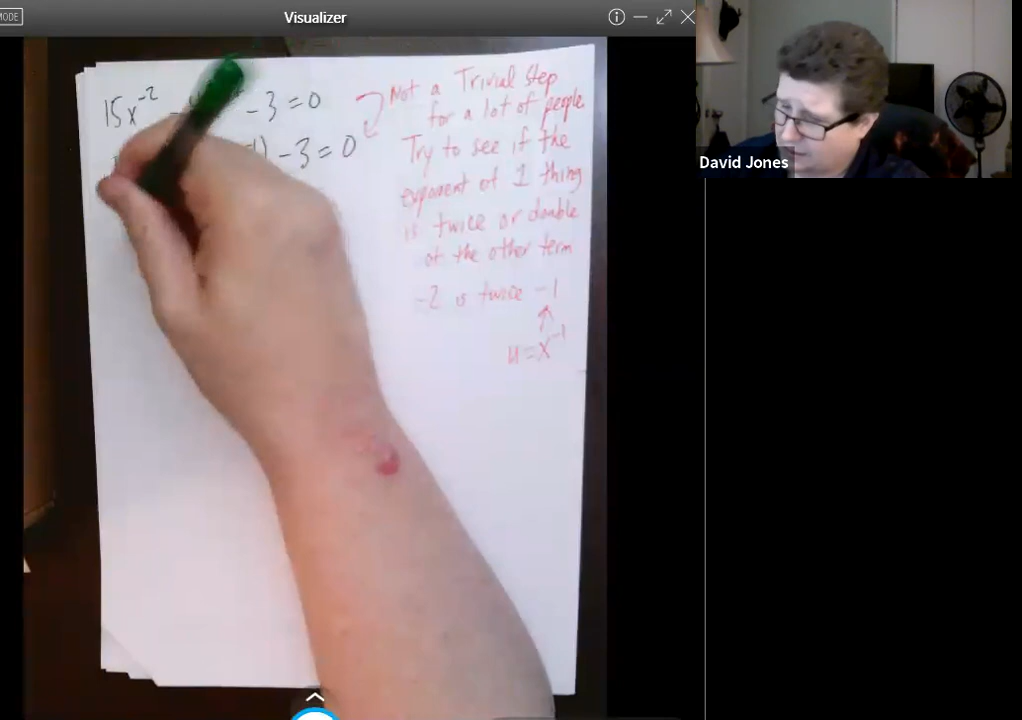 MODE
Visualizer
15x⁻² - 3 = 0
- 3 = 0
Not a Trivial Step
for a lot of people
Try to see if the
exponent of 1 thing
is twice or double
of the other term
-2 is twice -1
u = x⁻¹
David Jones